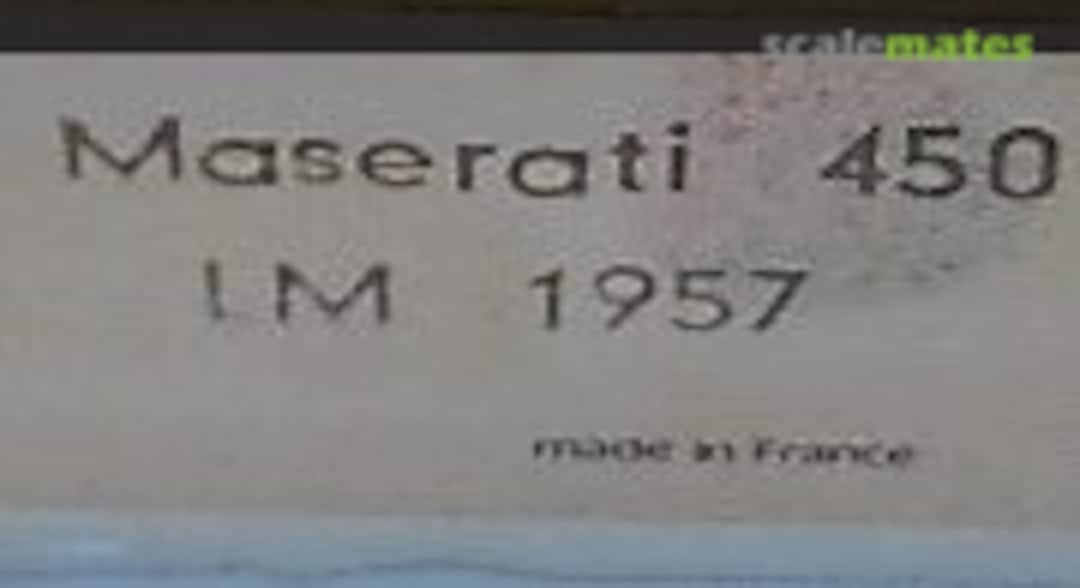 scalemates
Maserati 450
LM 1957
made in France